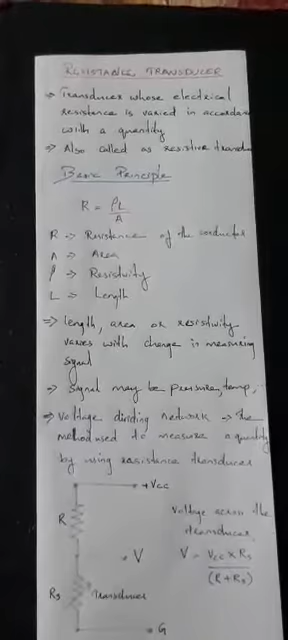 RESISTANCE TRANSDUCER
⇒ Transducer whose electrical
resistance is varied in accordance
with a quantity
⇒ Also called as resistive transdu
Basic Principle
R = ρL
A
R ⇒ Resistance of the conductor
A ⇒ Area
ρ ⇒ Resistivity
L ⇒ Length
⇒ length, area or resistivity
varies with change in measuring
signal
⇒ Signal may be pressure, temp,
⇒ Voltage dividing network → the
method used to measure a quantity
by using resistance transducer
+Vcc
R
Voltage across the
transducer
V
V = Vcc × Rs
(R + Rs)
Rs
Transducer
G